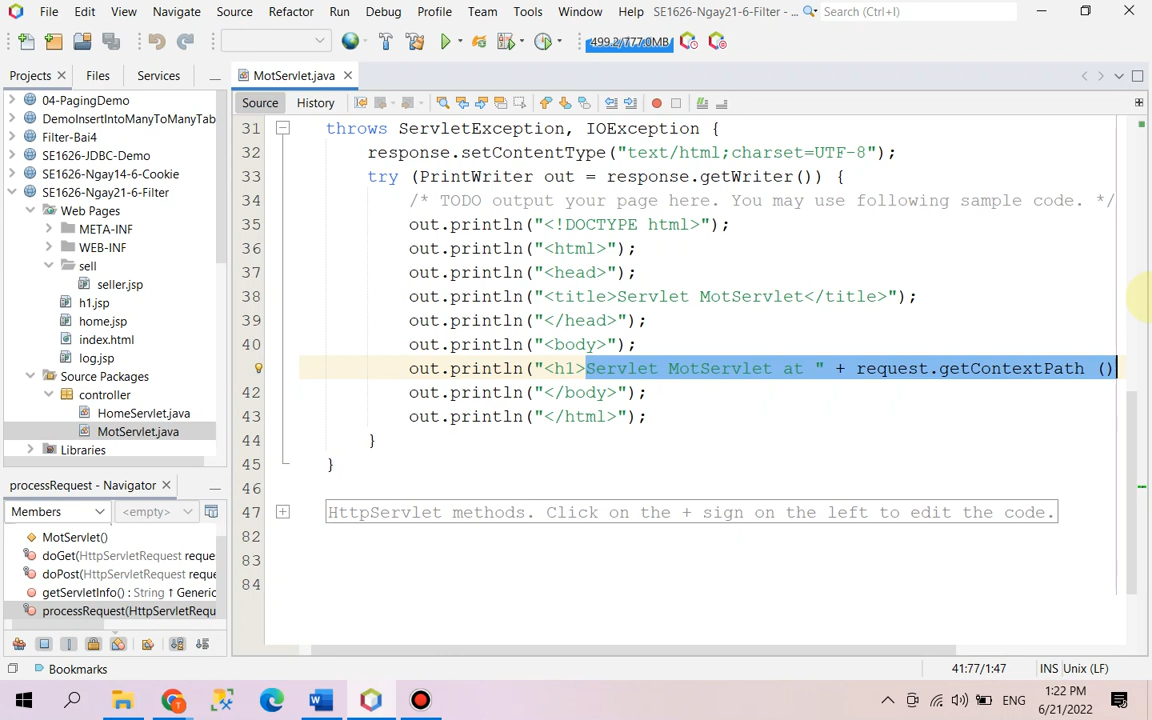 File Edit View Navigate Source Refactor Run Debug Profile Team Tools Window Help SE1626-Ngay21-6-Filter - ... Search (Ctrl+I)
499.2/777.0MB
Projects Files Services MotServlet.java
Source History
04-PagingDemo
DemoInsertIntoManyToManyTab
Filter-Bai4
SE1626-JDBC-Demo
SE1626-Ngay14-6-Cookie
SE1626-Ngay21-6-Filter
Web Pages
META-INF
WEB-INF
sell
seller.jsp
h1.jsp
home.jsp
index.html
log.jsp
Source Packages
controller
HomeServlet.java
MotServlet.java
Libraries
processRequest - Navigator
Members <empty>
MotServlet()
doGet(HttpServletRequest reque
doPost(HttpServletRequest reque
getServletInfo() : String ↑ Generic
processRequest(HttpServletRequ
31 throws ServletException, IOException {
32 response.setContentType("text/html;charset=UTF-8");
33 try (PrintWriter out = response.getWriter()) {
34 /* TODO output your page here. You may use following sample code. */
35 out.println("<!DOCTYPE html>");
36 out.println("<html>");
37 out.println("<head>");
38 out.println("<title>Servlet MotServlet</title>");
39 out.println("</head>");
40 out.println("<body>");
out.println("<h1>Servlet MotServlet at " + request.getContextPath ()
42 out.println("</body>");
43 out.println("</html>");
44 }
45 }
46
47 HttpServlet methods. Click on the + sign on the left to edit the code.
82
83
84
Bookmarks 41:77/1:47 INS Unix (LF)
ENG 1:22 PM
6/21/2022